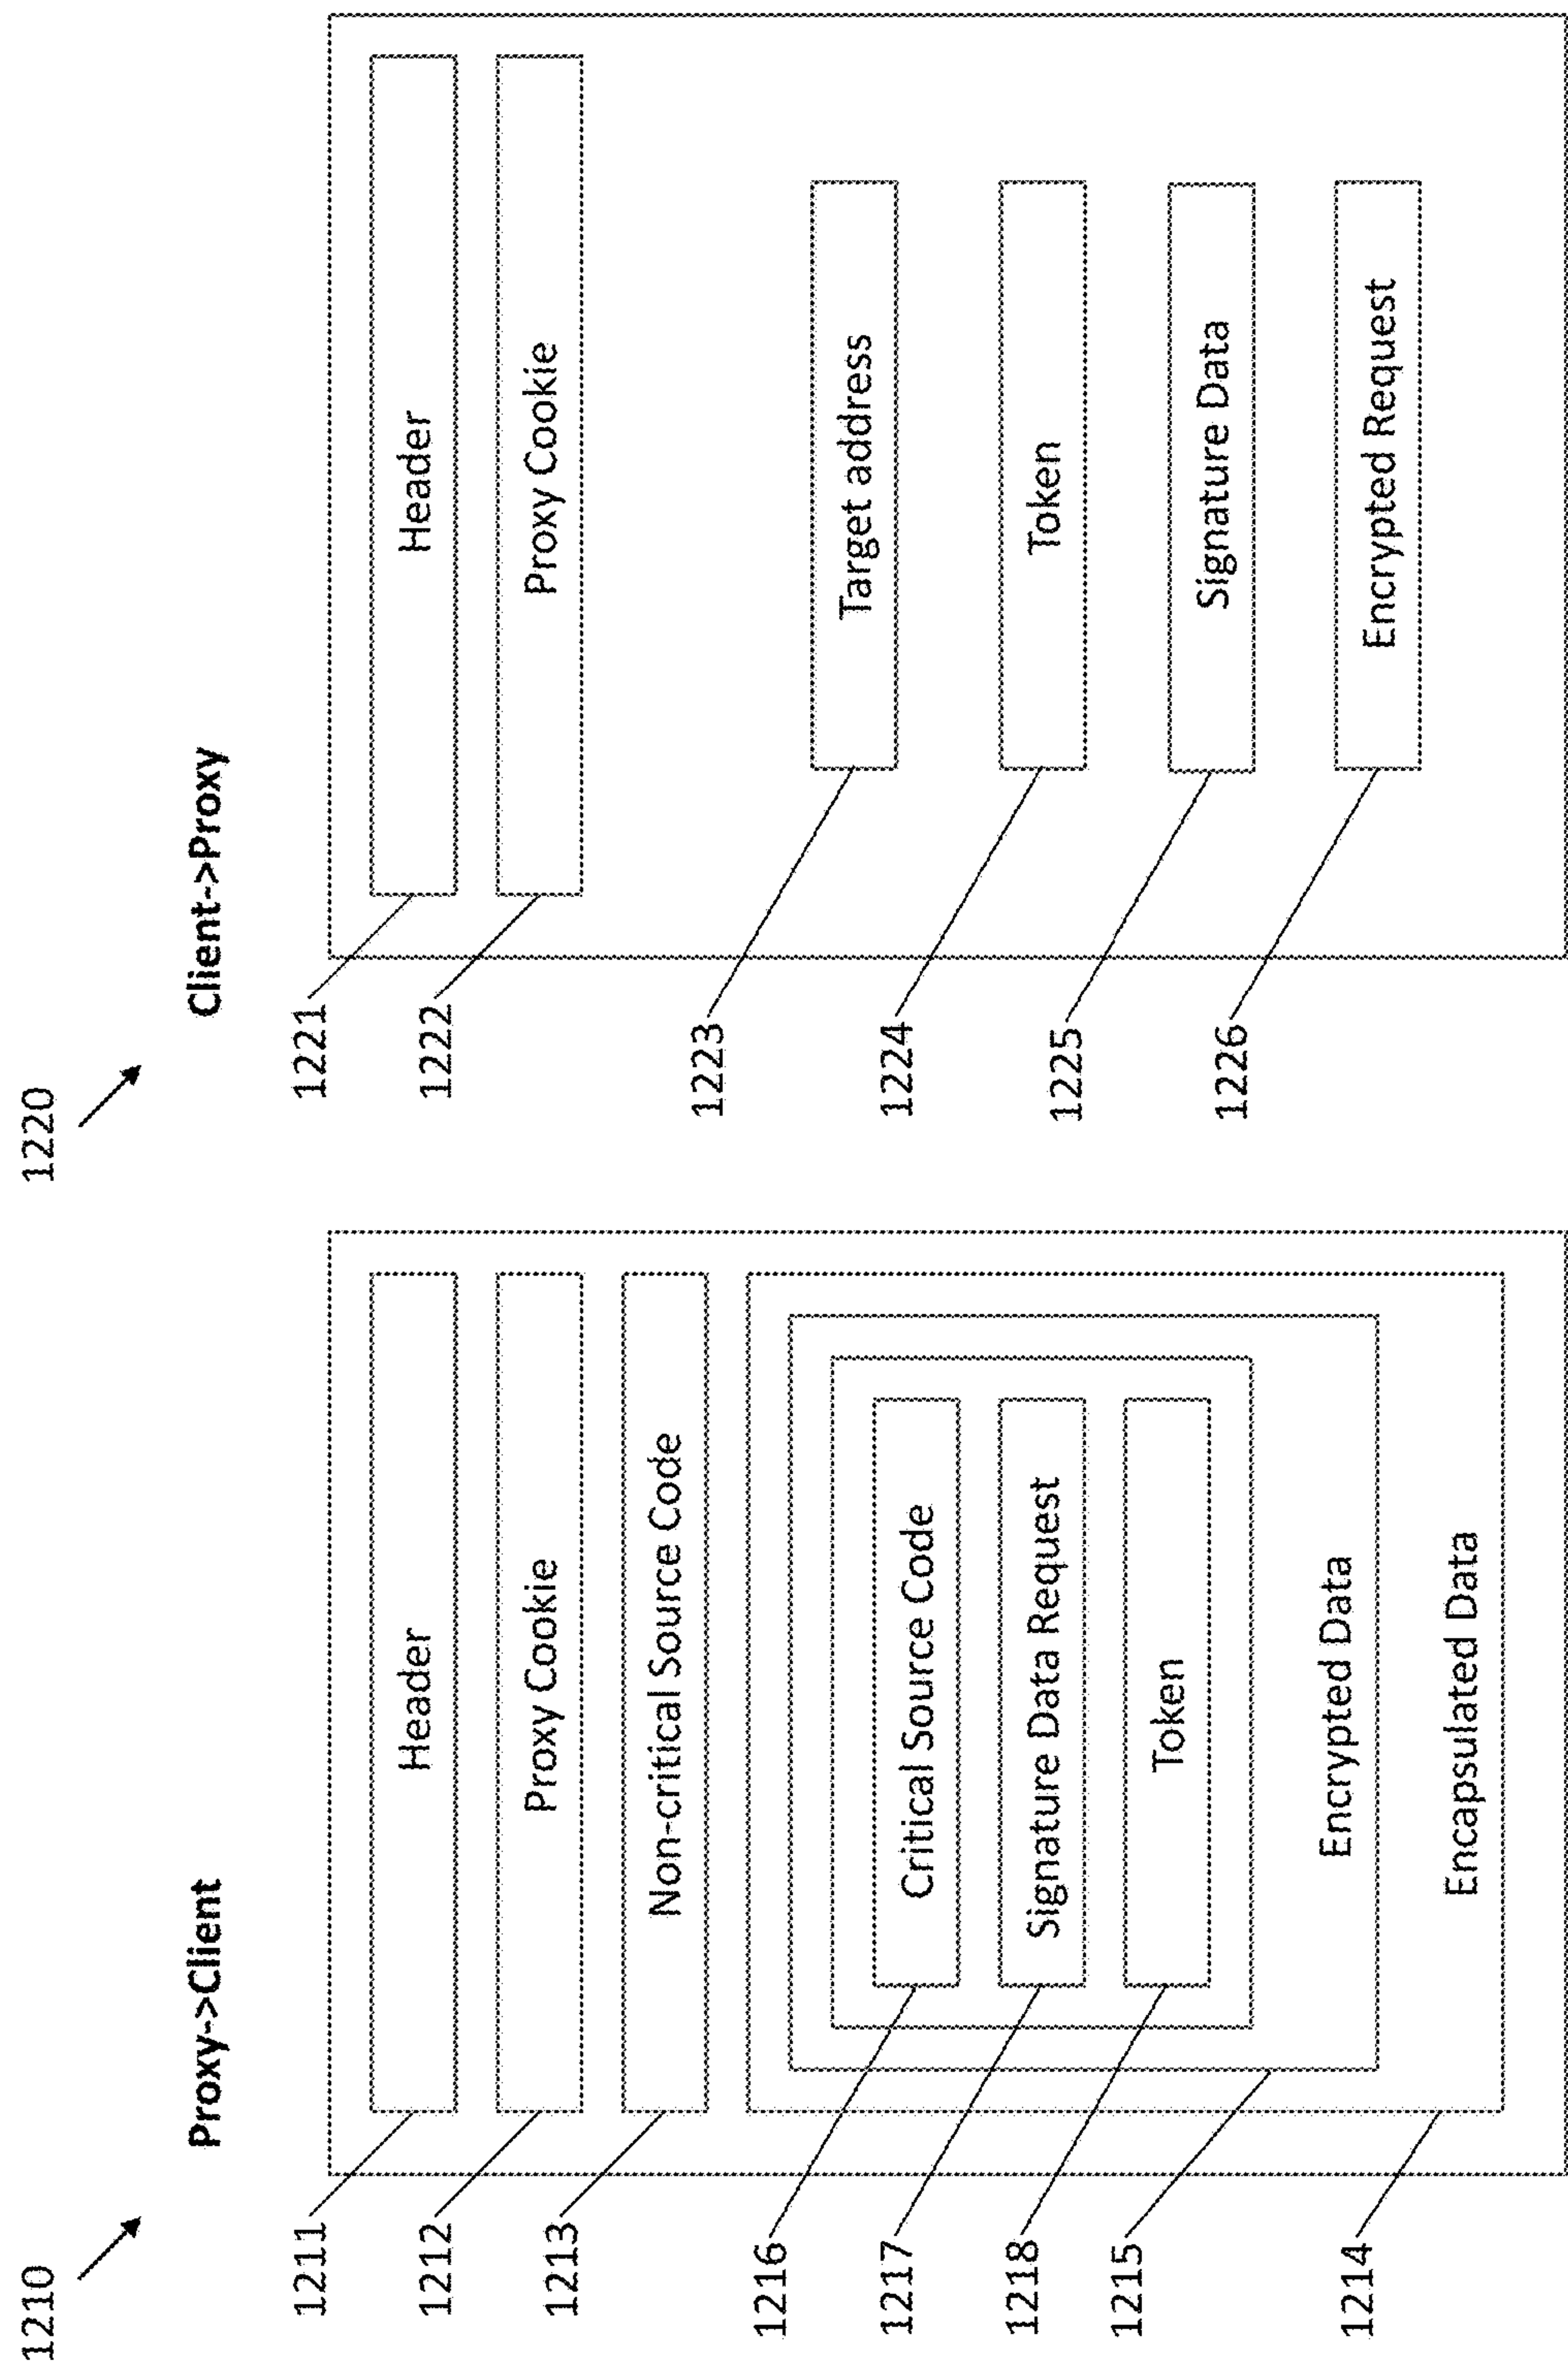 1210
Proxy->Client
1211
Header
1212
Proxy Cookie
1213
Non-critical Source Code
1216
Critical Source Code
1217
Signature Data Request
1218
Token
1215
Encrypted Data
1214
Encapsulated Data
1220
Client->Proxy
1221
Header
1222
Proxy Cookie
1223
Target address
1224
Token
1225
Signature Data
1226
Encrypted Request